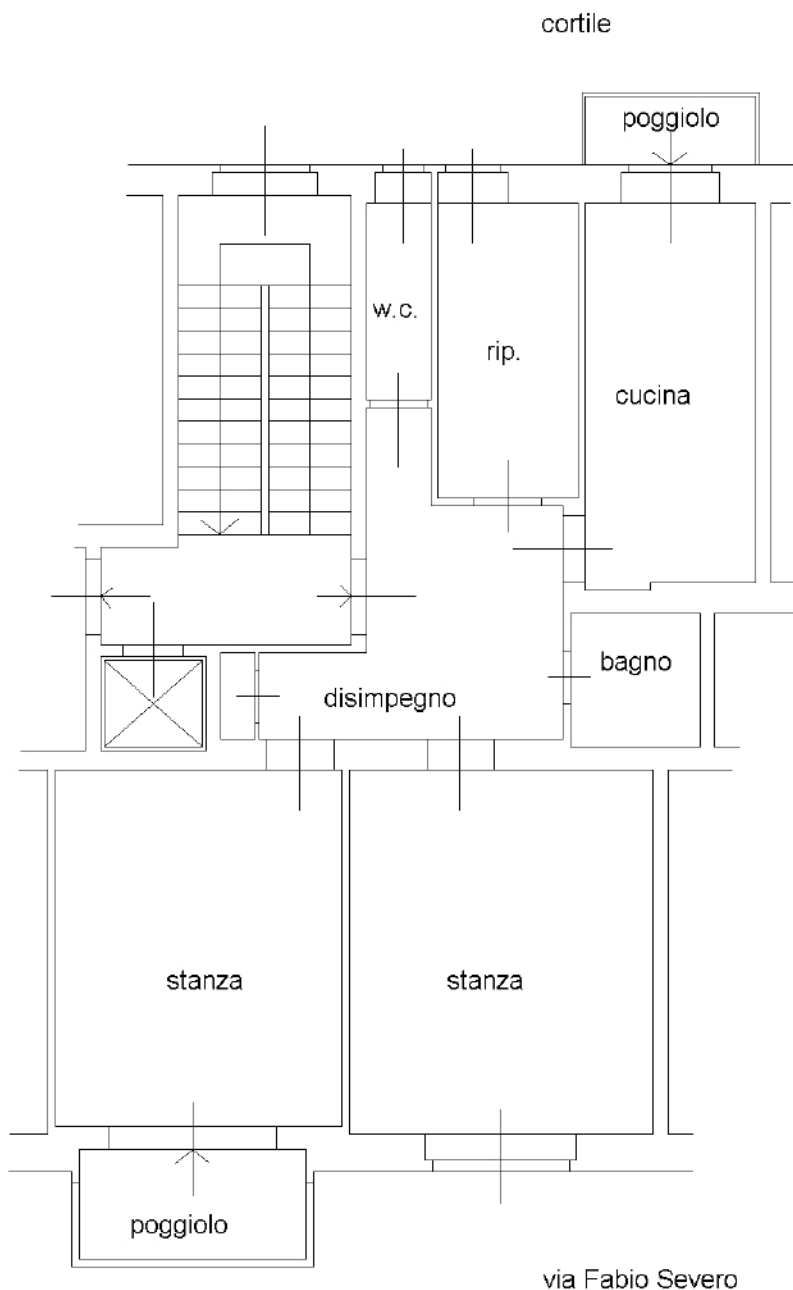 cortile
poggiolo
w.c.
rip.
cucina
bagno
disimpegno
stanza
stanza
poggiolo
via Fabio Severo